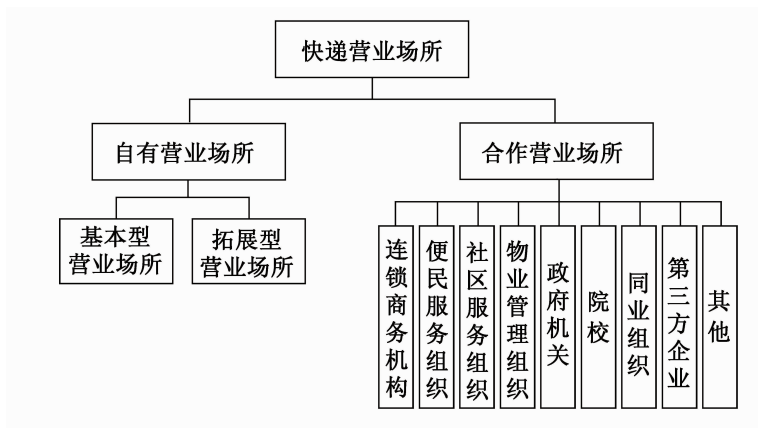 快递营业场所
自有营业场所
合作营业场所
基本型
营业场所
拓展型
营业场所
连锁商务机构
便民服务组织
社区服务组织
物业管理组织
政府机关
院校
同业组织
第三方企业
其他